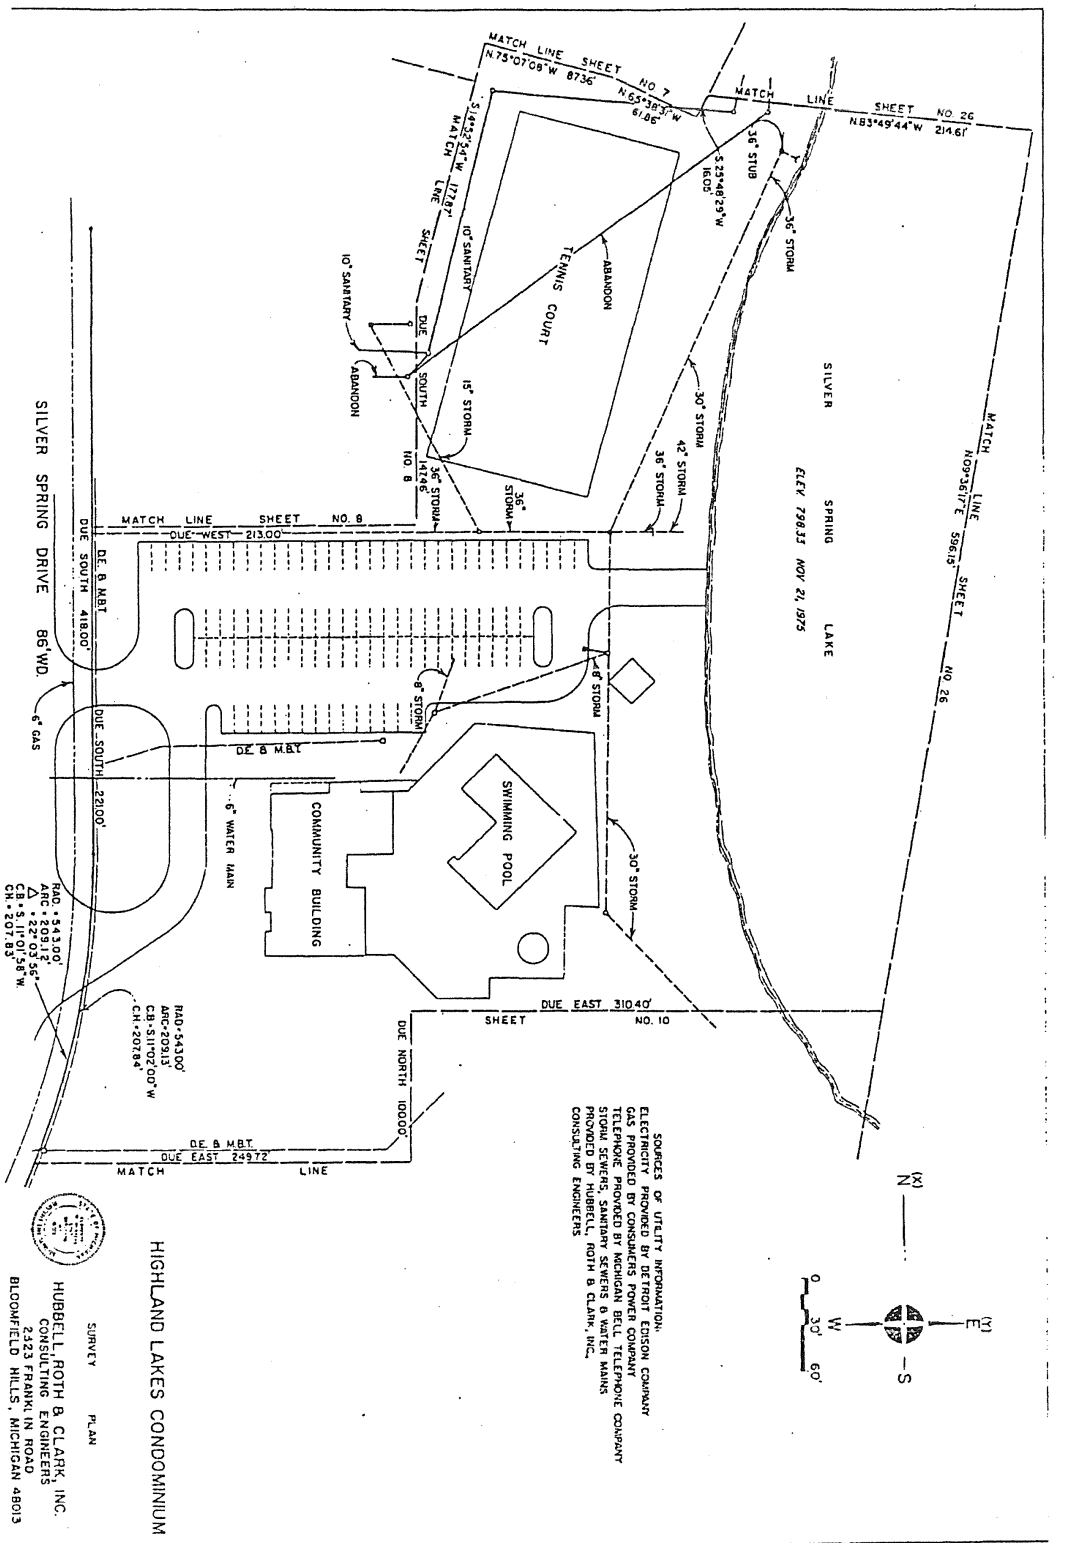 MATCH LINE SHEET NO. 7
N.75°07'08"W 87.36'
N.65°38'31"W
61.86'
MATCH LINE SHEET NO. 26
N.83°49'44"W 214.61'
S.14°52'54"W 177.87'
MATCH LINE SHEET
36" STUB
S.25°48'29"W
16.05'
36" STORM
10" SANITARY
TENNIS COURT
ABANDON
10" SANITARY
ABANDON
DUE SOUTH
147.46'
NO. 8
15" STORM
36" STORM
36"
STORM
30" STORM
42" STORM
36" STORM
SILVER SPRING LAKE
ELEV. 798.33 NOV 21, 1975
MATCH LINE SHEET NO. 26
N.09°36'17"E 596.15'
MATCH LINE SHEET NO. 8
DUE WEST 213.00'
SILVER SPRING DRIVE 86' WD.
DUE SOUTH 418.00'
D.E. & M.B.T.
DUE SOUTH 221.00'
6" GAS
8" STORM
8" STORM
D.E. & M.B.T.
6" WATER MAIN
SWIMMING POOL
COMMUNITY BUILDING
30" STORM
RAD. = 543.00'
ARC = 209.12'
△ = 22°03'56"
C.B. = S.11°01'58"W.
CH. = 207.83'
RAD=543.00'
ARC=209.13'
C.B.=S.11°02'00"W
C.H.=207.84'
DUE EAST 310.40'
SHEET NO. 10
DUE NORTH 100.00'
D.E. & M.B.T.
DUE EAST 249.72'
MATCH LINE
SOURCES OF UTILITY INFORMATION:
ELECTRICITY PROVIDED BY DETROIT EDISON COMPANY
GAS PROVIDED BY CONSUMERS POWER COMPANY
TELEPHONE PROVIDED BY MICHIGAN BELL TELEPHONE COMPANY
STORM SEWERS, SANITARY SEWERS & WATER MAINS
PROVIDED BY HUBBELL, ROTH & CLARK, INC.,
CONSULTING ENGINEERS
(X)
N
(Y)
E
S
W
0 30' 60'
HIGHLAND LAKES CONDOMINIUM
SURVEY PLAN
HUBBELL, ROTH & CLARK, INC.
CONSULTING ENGINEERS
2323 FRANKLIN ROAD
BLOOMFIELD HILLS, MICHIGAN 48013